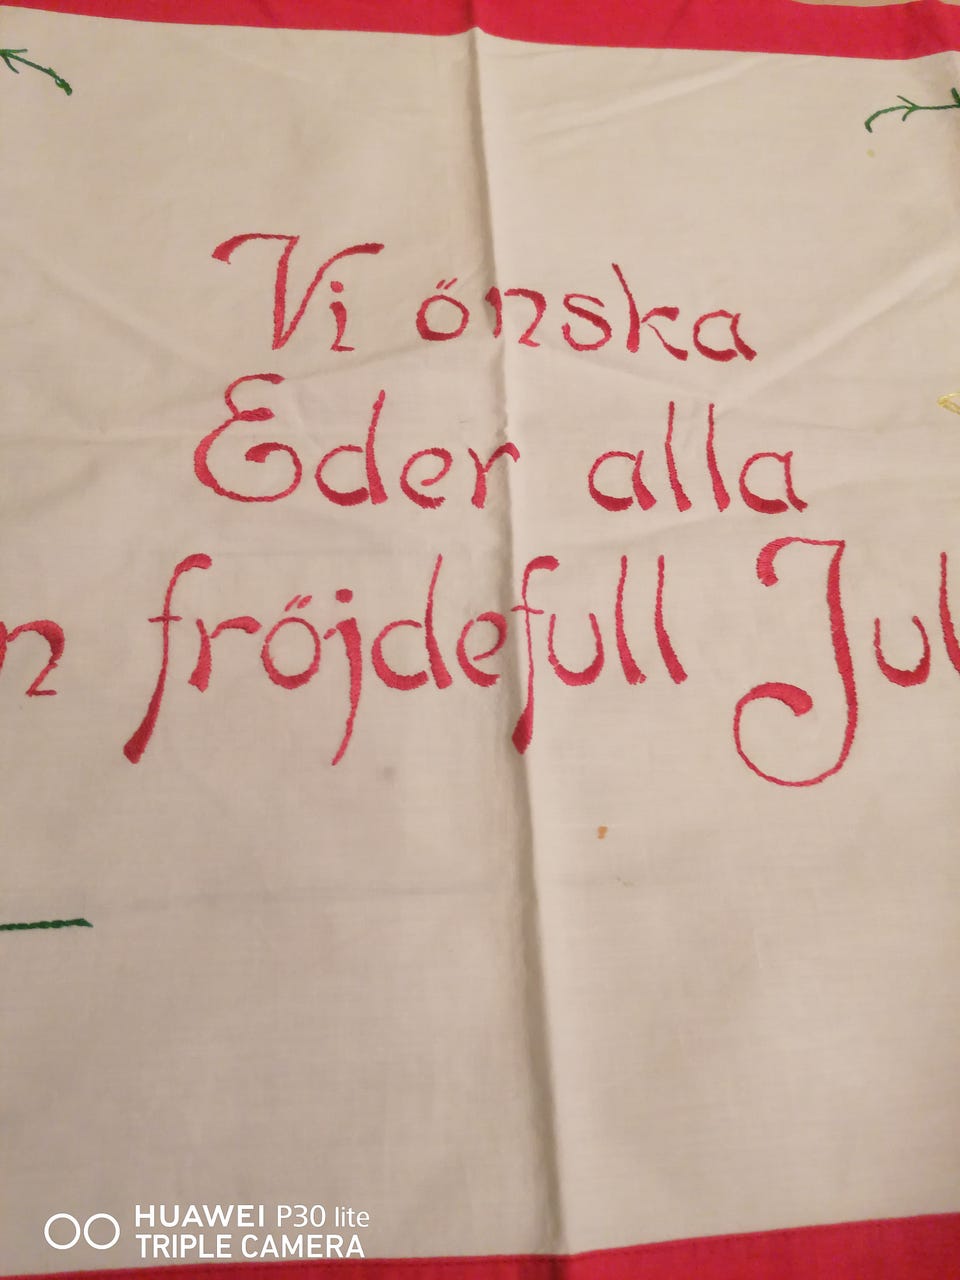 Vi önska
Eder alla
n fröjdefull Jul
HUAWEI P30 lite
TRIPLE CAMERA